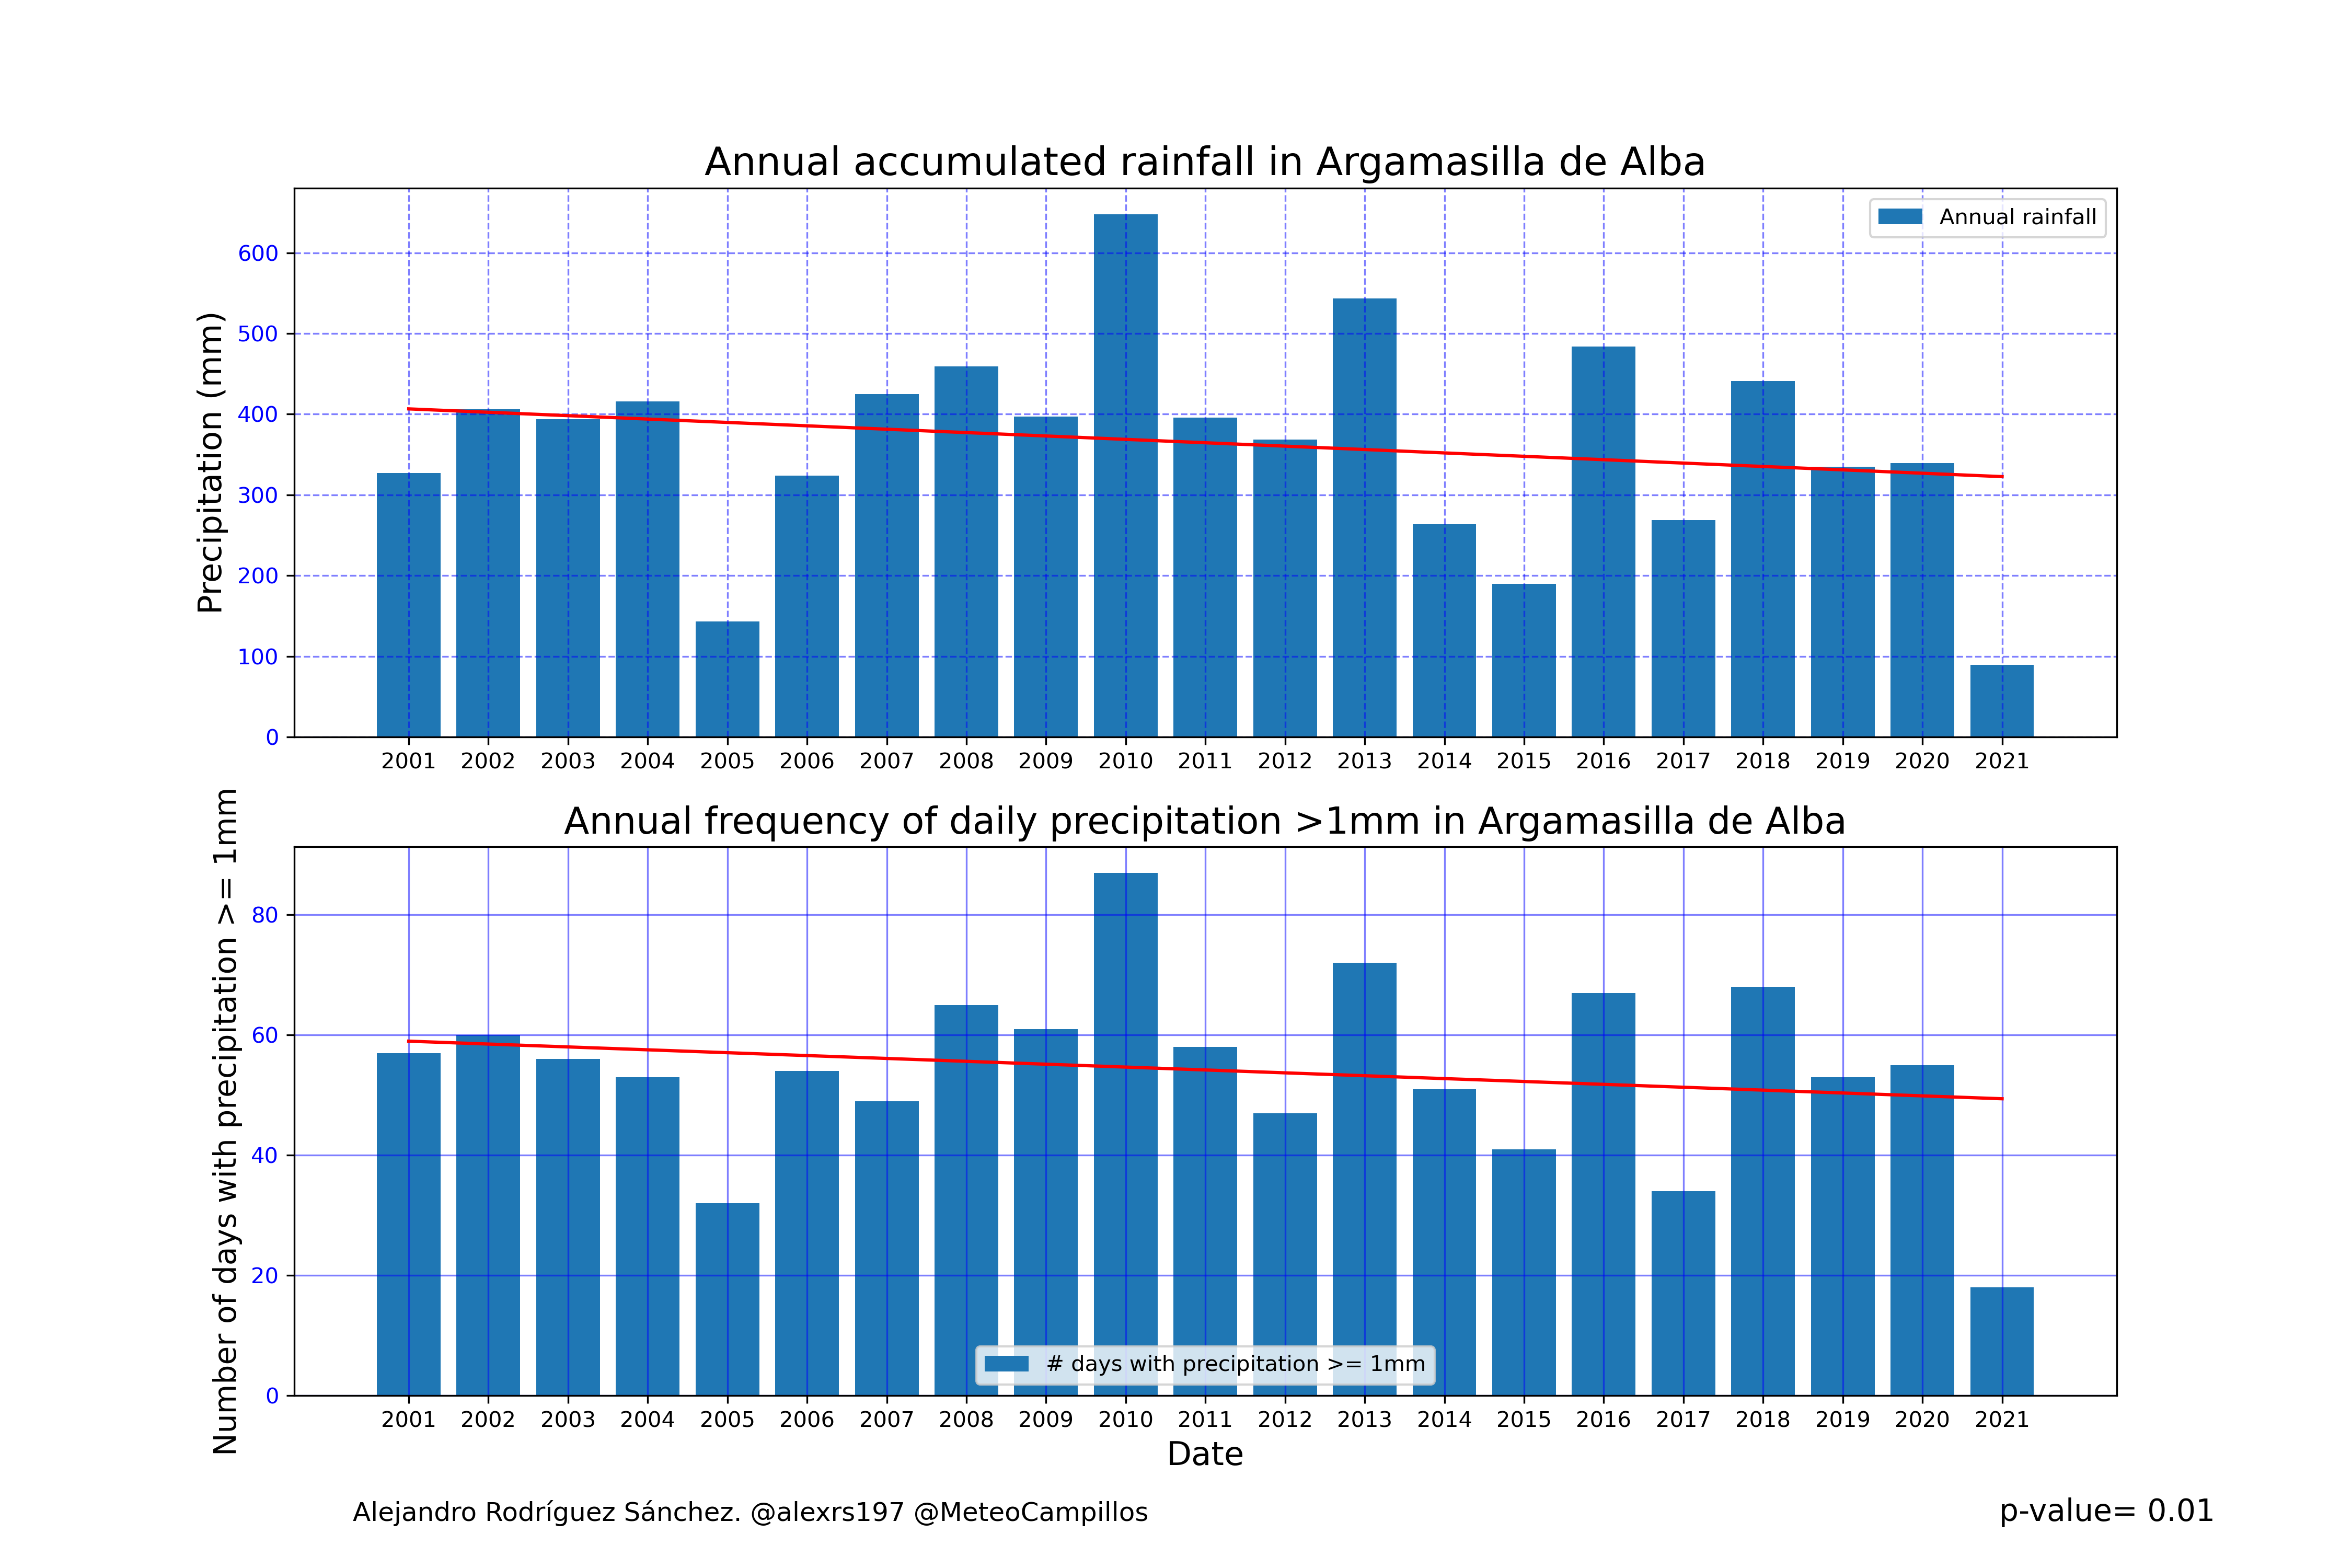 Annual accumulated rainfall in Argamasilla de Alba
Precipitation (mm)
Annual rainfall
600
500
400
300
200
100
0
2001 2002 2003 2004 2005 2006 2007 2008 2009 2010 2011 2012 2013 2014 2015 2016 2017 2018 2019 2020 2021
Annual frequency of daily precipitation >1mm in Argamasilla de Alba
Number of days with precipitation >= 1mm
80
60
40
20
0
# days with precipitation >= 1mm
2001 2002 2003 2004 2005 2006 2007 2008 2009 2010 2011 2012 2013 2014 2015 2016 2017 2018 2019 2020 2021
Date
Alejandro Rodríguez Sánchez. @alexrs197 @MeteoCampillos
p-value= 0.01